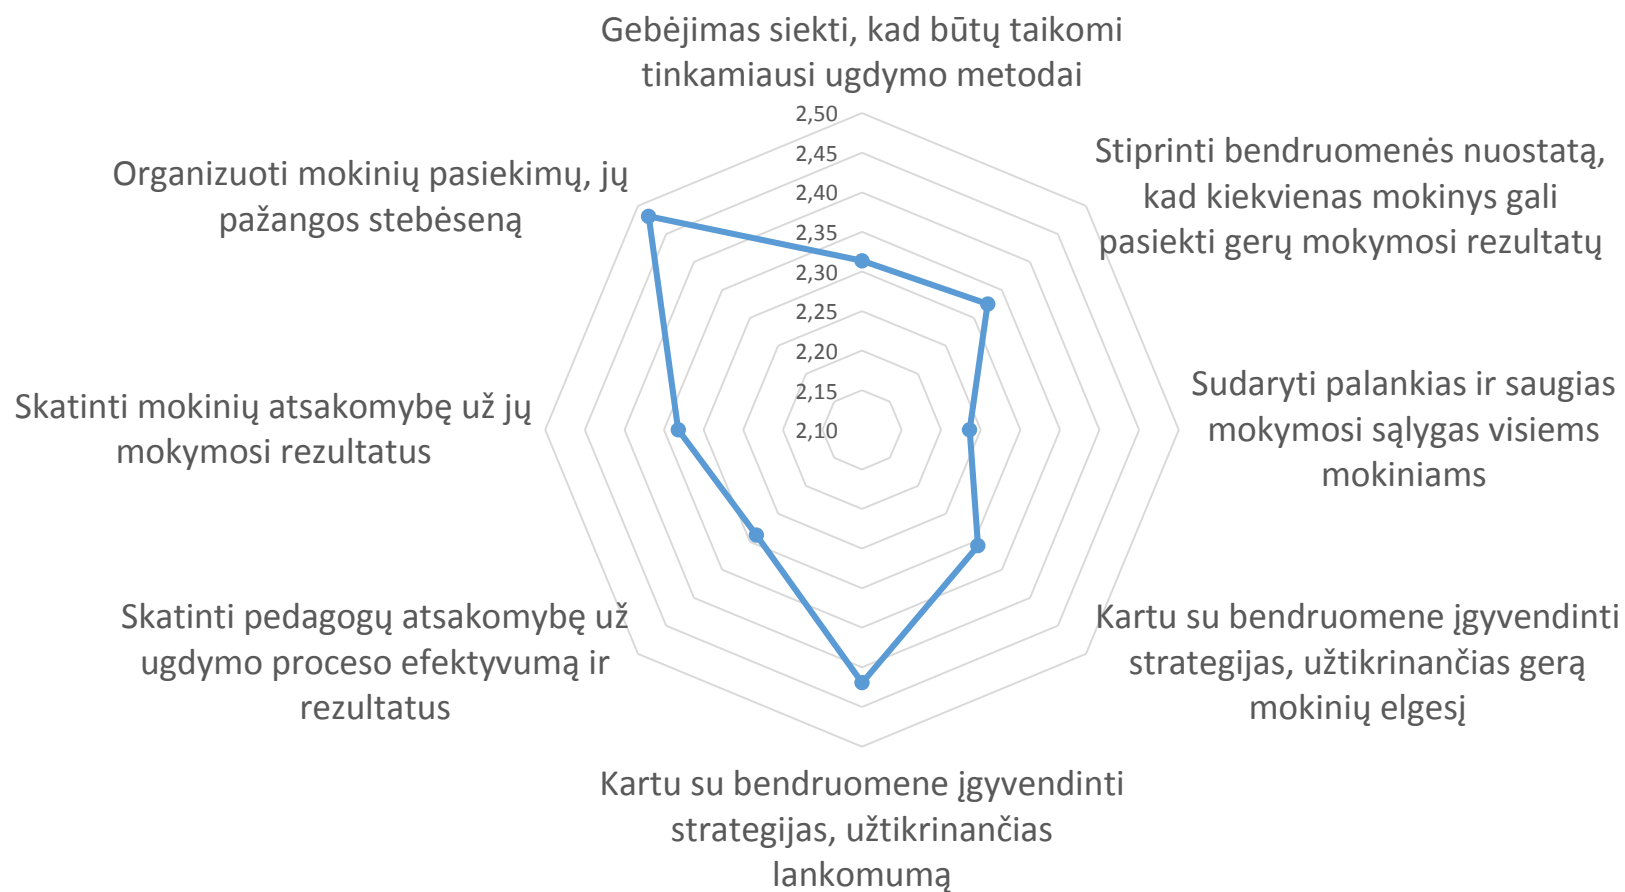 Gebėjimas siekti, kad būtų taikomi
tinkamiausi ugdymo metodai
Stiprinti bendruomenės nuostatą,
kad kiekvienas mokinys gali
pasiekti gerų mokymosi rezultatų
Sudaryti palankias ir saugias
mokymosi sąlygas visiems
mokiniams
Kartu su bendruomene įgyvendinti
strategijas, užtikrinančias gerą
mokinių elgesį
Kartu su bendruomene įgyvendinti
strategijas, užtikrinančias
lankomumą
Skatinti pedagogų atsakomybę už
ugdymo proceso efektyvumą ir
rezultatus
Skatinti mokinių atsakomybę už jų
mokymosi rezultatus
Organizuoti mokinių pasiekimų, jų
pažangos stebėseną
2,50
2,45
2,40
2,35
2,30
2,25
2,20
2,15
2,10